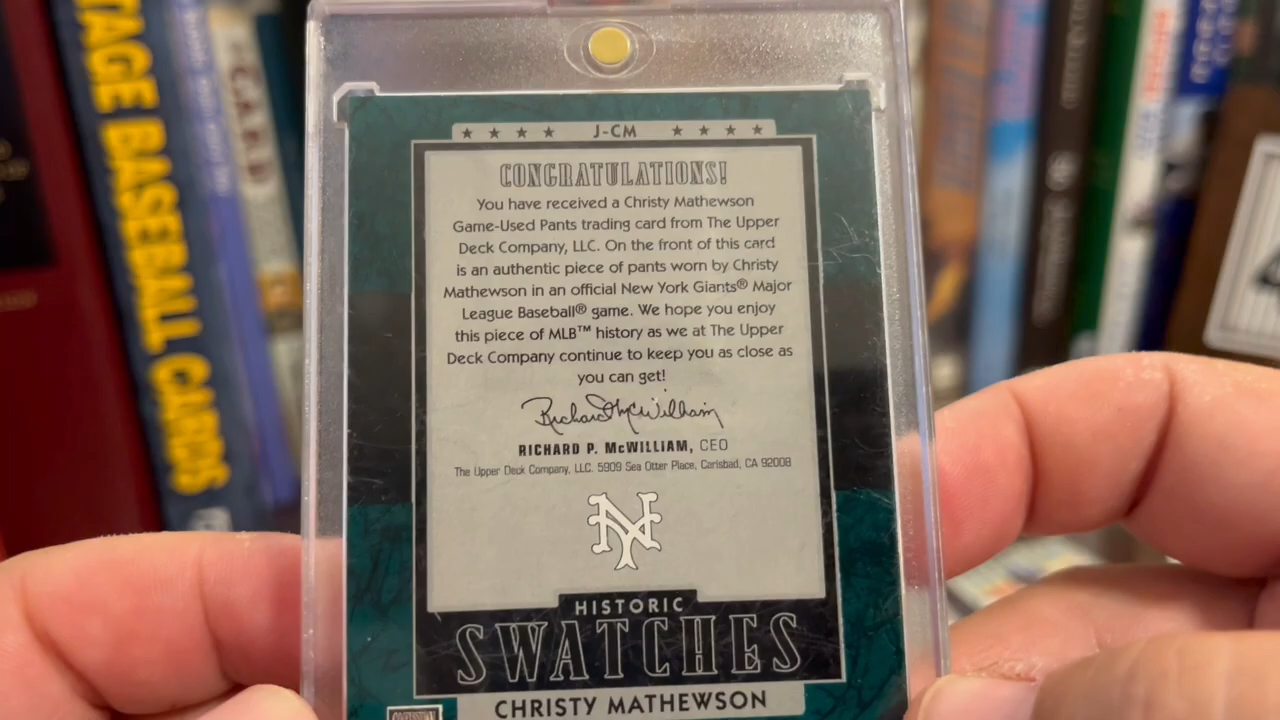 TAGE BASEBALL CARDS
CARD
★ ★ ★ ★ J-CM ★ ★ ★ ★
CONGRATULATIONS!
You have received a Christy Mathewson
Game-Used Pants trading card from The Upper
Deck Company, LLC. On the front of this card
is an authentic piece of pants worn by Christy
Mathewson in an official New York Giants® Major
League Baseball® game. We hope you enjoy
this piece of MLB™ history as we at The Upper
Deck Company continue to keep you as close as
you can get!
Richard McWilliam
RICHARD P. McWILLIAM, CEO
The Upper Deck Company, LLC. 5909 Sea Otter Place, Carlsbad, CA 92008
NY
HISTORIC
SWATCHES
CHRISTY MATHEWSON